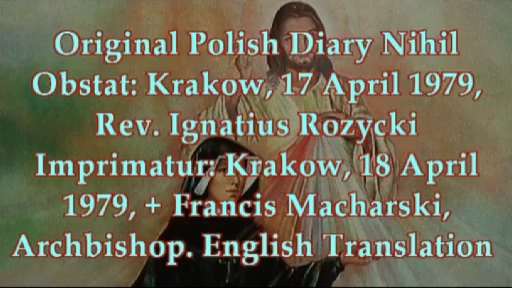 Original Polish Diary Nihil
Obstat: Krakow, 17 April 1979,
Rev. Ignatius Rozycki
Imprimatur: Krakow, 18 April
1979, + Francis Macharski,
Archbishop. English Translation